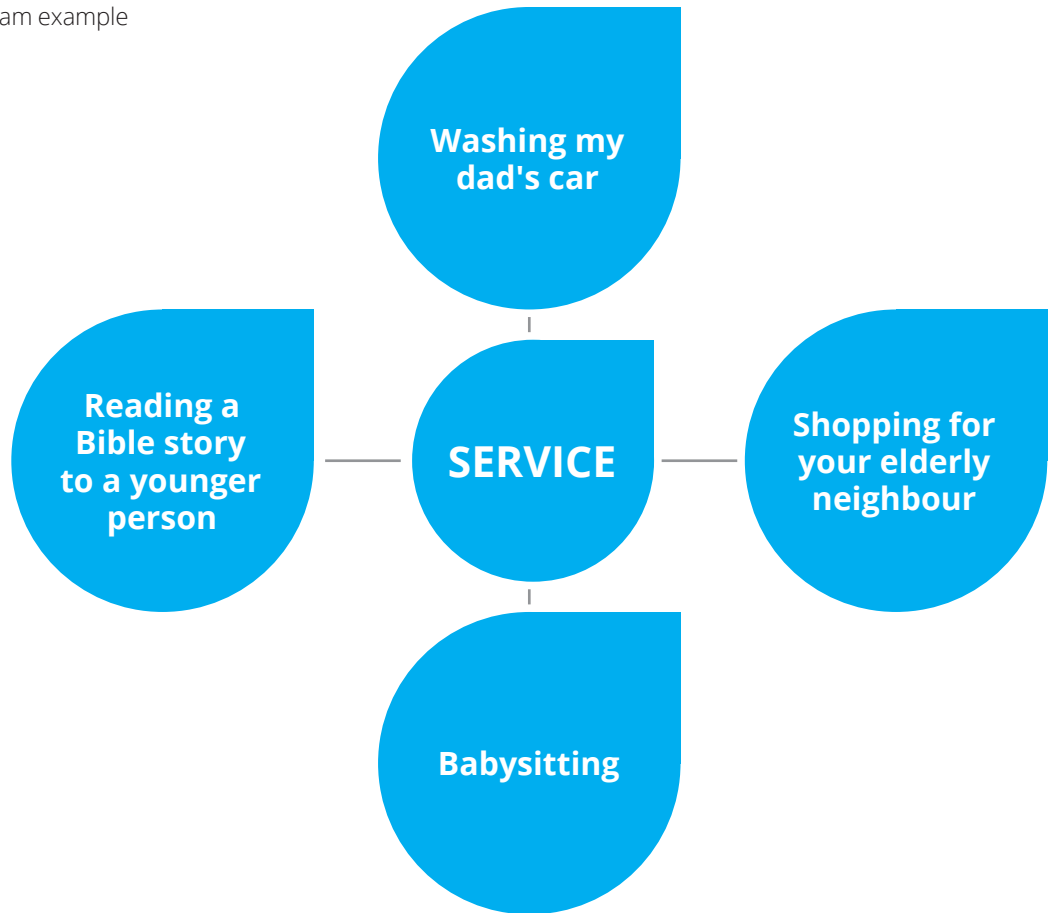 am example
Washing my
dad's car
Reading a
Bible story
to a younger
person
SERVICE
Shopping for
your elderly
neighbour
Babysitting